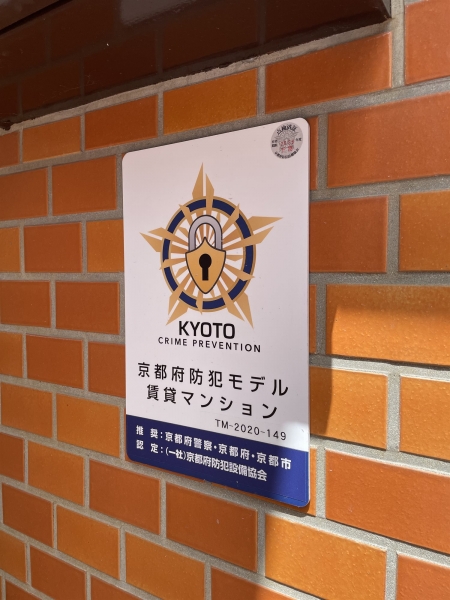 KYOTO
CRIME PREVENTION
京都府防犯モデル
賃貸マンション
TM-2020-149
推 奨：京都府警察・京都府・京都市
認 定：(一社)京都府防犯設備協会